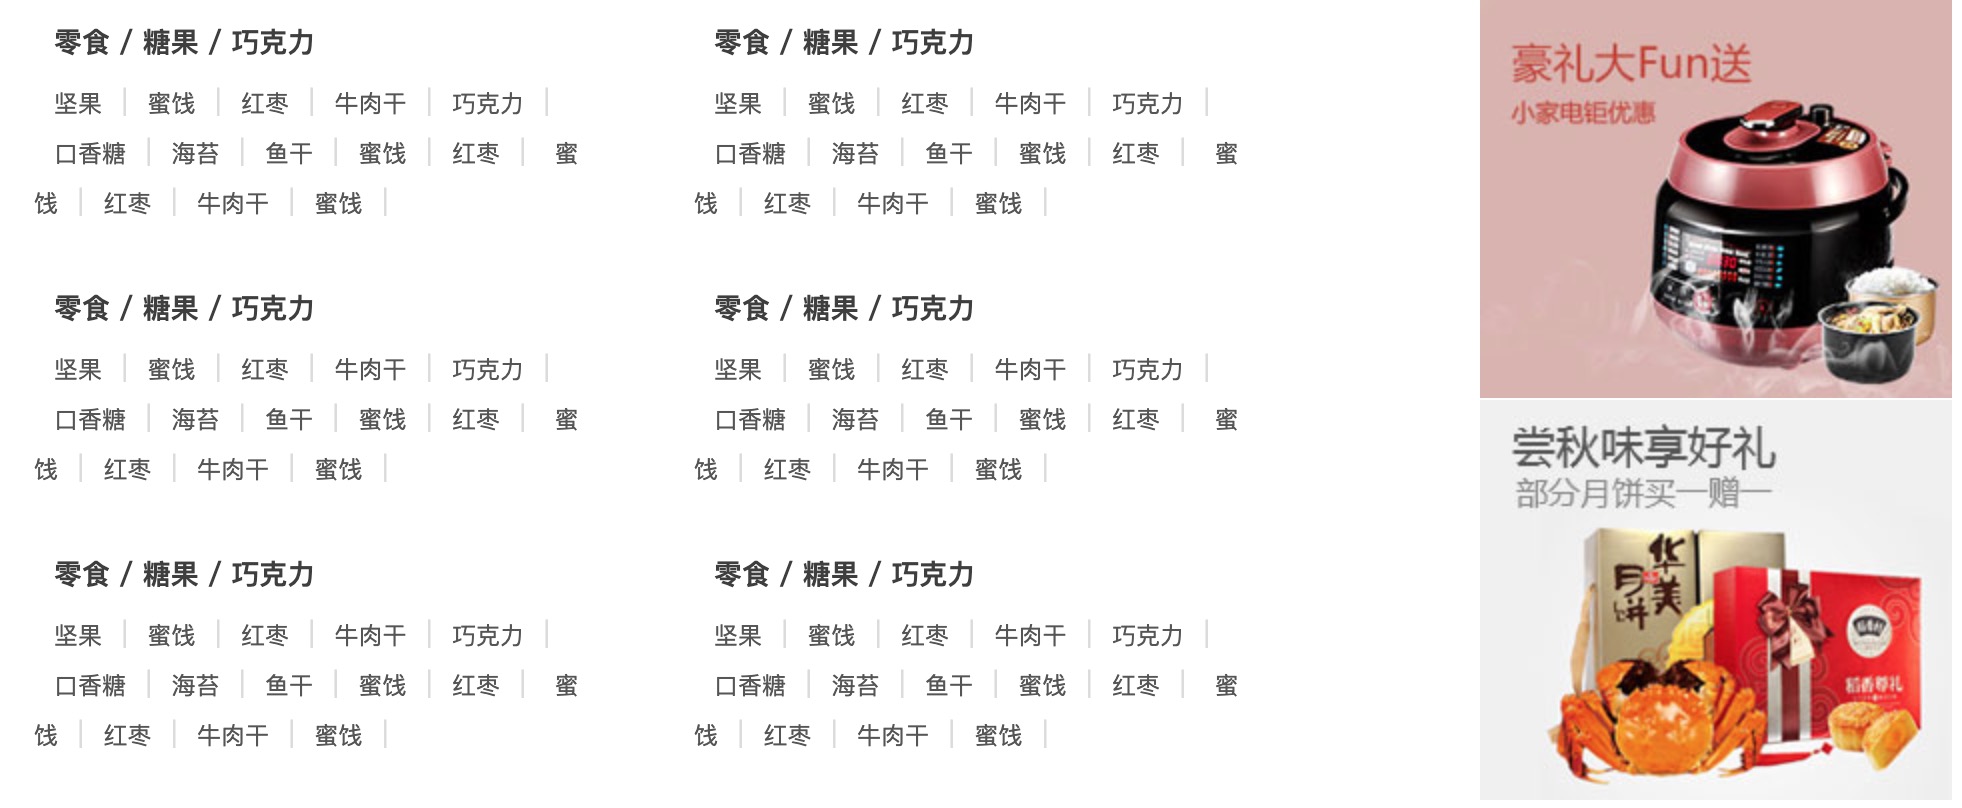 零食 / 糖果 / 巧克力
坚果 | 蜜饯 | 红枣 | 牛肉干 | 巧克力 |
口香糖 | 海苔 | 鱼干 | 蜜饯 | 红枣 | 蜜
饯 | 红枣 | 牛肉干 | 蜜饯 |
零食 / 糖果 / 巧克力
坚果 | 蜜饯 | 红枣 | 牛肉干 | 巧克力 |
口香糖 | 海苔 | 鱼干 | 蜜饯 | 红枣 | 蜜
饯 | 红枣 | 牛肉干 | 蜜饯 |
零食 / 糖果 / 巧克力
坚果 | 蜜饯 | 红枣 | 牛肉干 | 巧克力 |
口香糖 | 海苔 | 鱼干 | 蜜饯 | 红枣 | 蜜
饯 | 红枣 | 牛肉干 | 蜜饯 |
零食 / 糖果 / 巧克力
坚果 | 蜜饯 | 红枣 | 牛肉干 | 巧克力 |
口香糖 | 海苔 | 鱼干 | 蜜饯 | 红枣 | 蜜
饯 | 红枣 | 牛肉干 | 蜜饯 |
零食 / 糖果 / 巧克力
坚果 | 蜜饯 | 红枣 | 牛肉干 | 巧克力 |
口香糖 | 海苔 | 鱼干 | 蜜饯 | 红枣 | 蜜
饯 | 红枣 | 牛肉干 | 蜜饯 |
零食 / 糖果 / 巧克力
坚果 | 蜜饯 | 红枣 | 牛肉干 | 巧克力 |
口香糖 | 海苔 | 鱼干 | 蜜饯 | 红枣 | 蜜
饯 | 红枣 | 牛肉干 | 蜜饯 |
豪礼大Fun送
小家电钜优惠
尝秋味享好礼
部分月饼买一赠一
华美
月饼
稻香尊礼